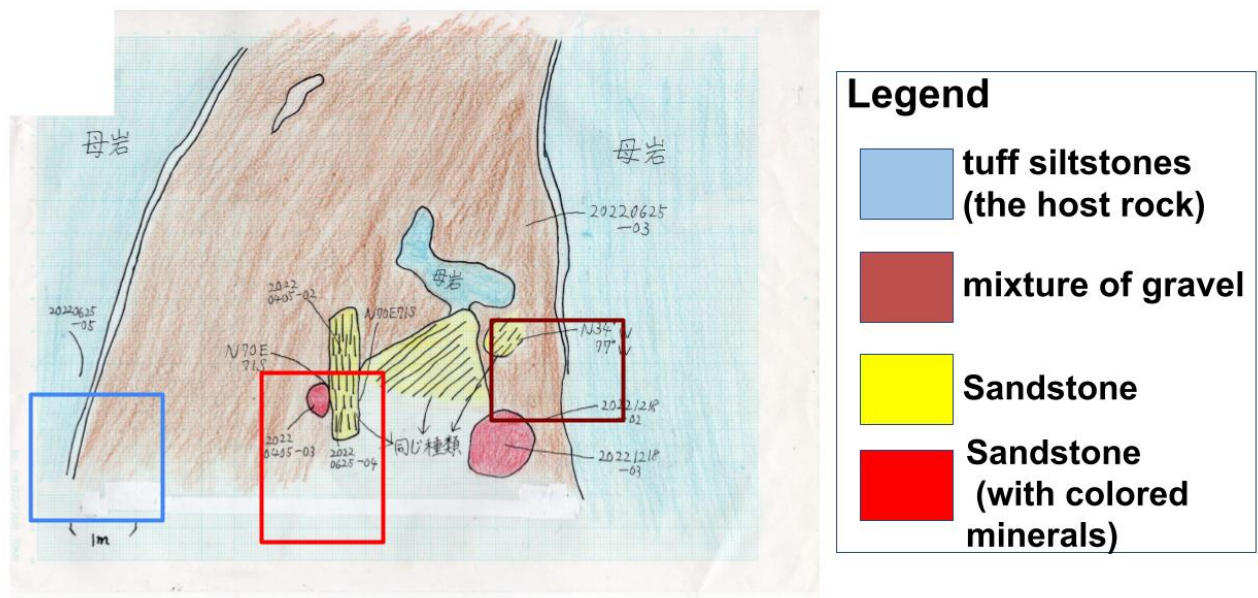 母岩
母岩
20220625
-03
母岩
2022
0405-02
20220625
-05
N70E71S
N34°W
77°W
N70E
71S
20221218
-02
2022
0405-03
2022
0625-04
同じ種類
20221218
-03
1m
Legend
tuff siltstones
(the host rock)
mixture of gravel
Sandstone
Sandstone
(with colored
minerals)